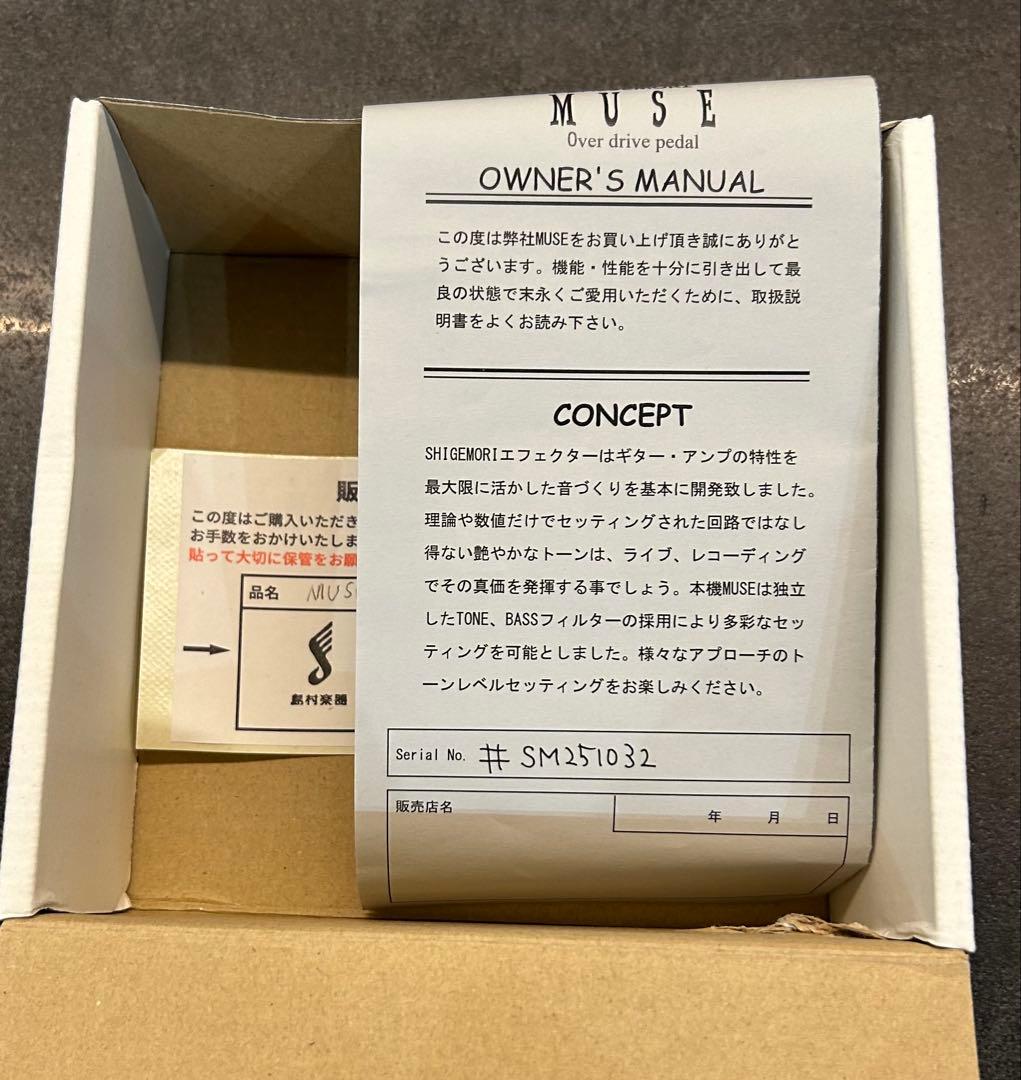 MUSE
Over drive pedal
OWNER'S MANUAL
この度は弊社MUSEをお買い上げ頂き誠にありがと
うございます。機能・性能を十分に引き出して最
良の状態で末永くご愛用いただくために、取扱説
明書をよくお読み下さい。
CONCEPT
SHIGEMORIエフェクターはギター・アンプの特性を
最大限に活かした音づくりを基本に開発致しました。
理論や数値だけでセッティングされた回路ではなし
得ない艶やかなトーンは、ライブ、レコーディング
でその真価を発揮する事でしょう。本機MUSEは独立
したTONE、BASSフィルターの採用により多彩なセッ
ティングを可能としました。様々なアプローチのト
ーンレベルセッティングをお楽しみください。
Serial No. # SM251032
販売店名
年 月 日
販
この度はご購入いただき
お手数をおかけいたしま
貼って大切に保管をお願
品名 MUS
島村楽器